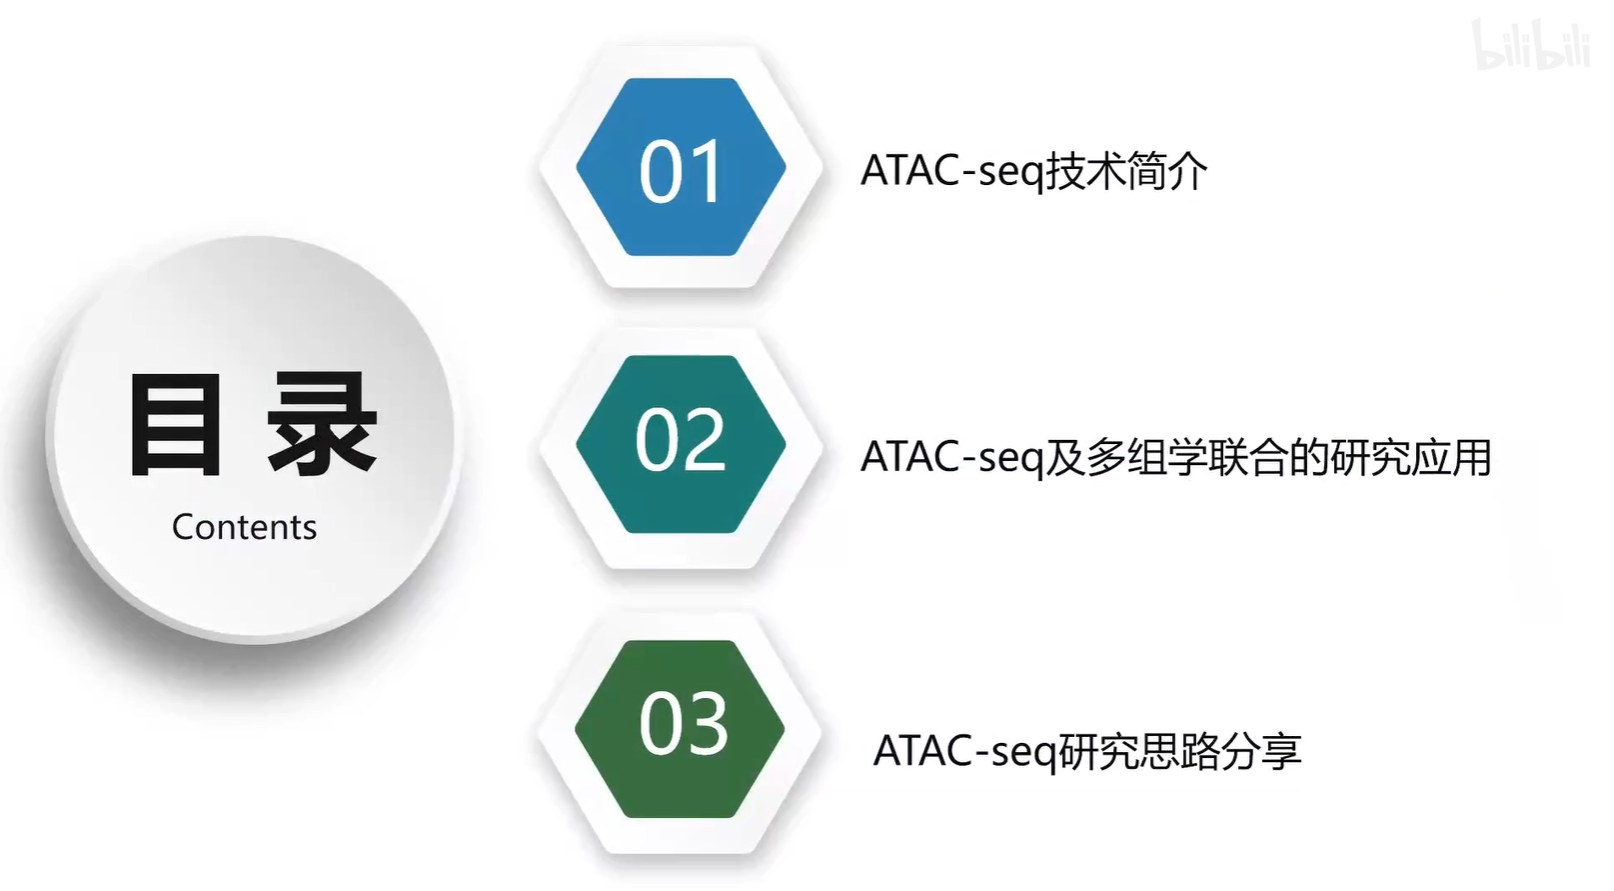 bilibili
目录
Contents
01
ATAC-seq技术简介
02
ATAC-seq及多组学联合的研究应用
03
ATAC-seq研究思路分享